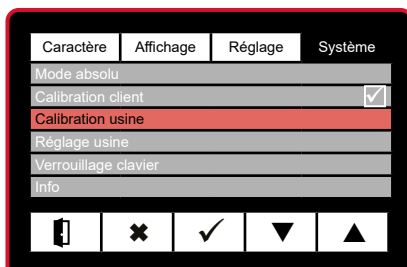 Caractère Affichage Réglage Système
Mode absolu
Calibration client
Calibration usine
Réglage usine
Verrouillage clavier
Info